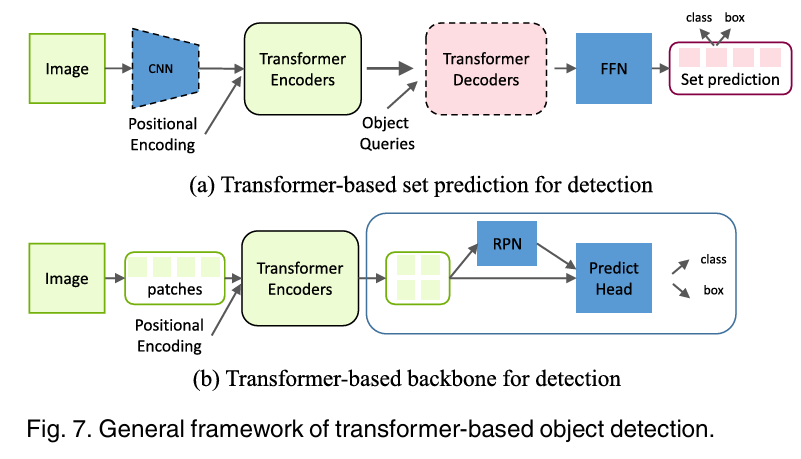 class box
Image
CNN
Transformer
Encoders
Transformer
Decoders
FFN
Set prediction
Positional
Encoding
Object
Queries
(a) Transformer-based set prediction for detection
Image
patches
Transformer
Encoders
RPN
Predict
Head
class
box
Positional
Encoding
(b) Transformer-based backbone for detection
Fig. 7. General framework of transformer-based object detection.